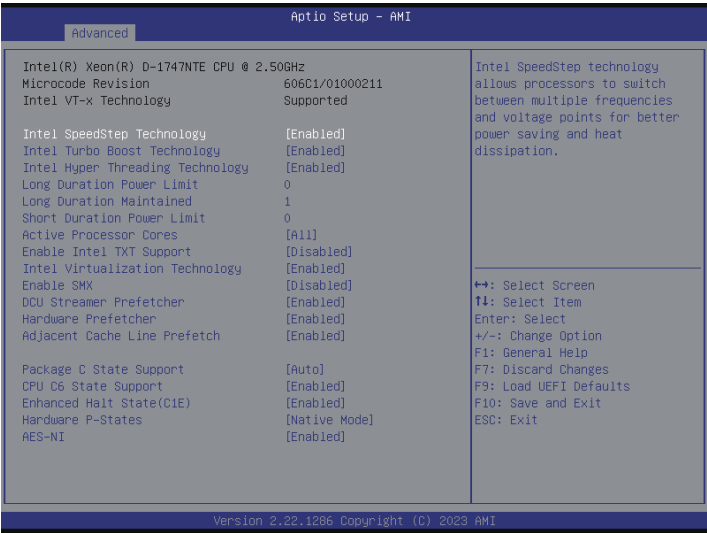 Aptio Setup – AMI
Advanced
Intel(R) Xeon(R) D-1747NTE CPU @ 2.50GHz
Microcode Revision 606C1/01000211
Intel VT-x Technology Supported
Intel SpeedStep Technology [Enabled]
Intel Turbo Boost Technology [Enabled]
Intel Hyper Threading Technology [Enabled]
Long Duration Power Limit 0
Long Duration Maintained 1
Short Duration Power Limit 0
Active Processor Cores [All]
Enable Intel TXT Support [Disabled]
Intel Virtualization Technology [Enabled]
Enable SMX [Disabled]
DCU Streamer Prefetcher [Enabled]
Hardware Prefetcher [Enabled]
Adjacent Cache Line Prefetch [Enabled]
Package C State Support [Auto]
CPU C6 State Support [Enabled]
Enhanced Halt State(C1E) [Enabled]
Hardware P-States [Native Mode]
AES-NI [Enabled]
Intel SpeedStep technology
allows processors to switch
between multiple frequencies
and voltage points for better
power saving and heat
dissipation.
↔: Select Screen
↑↓: Select Item
Enter: Select
+/-: Change Option
F1: General Help
F7: Discard Changes
F9: Load UEFI Defaults
F10: Save and Exit
ESC: Exit
Version 2.22.1286 Copyright (C) 2023 AMI